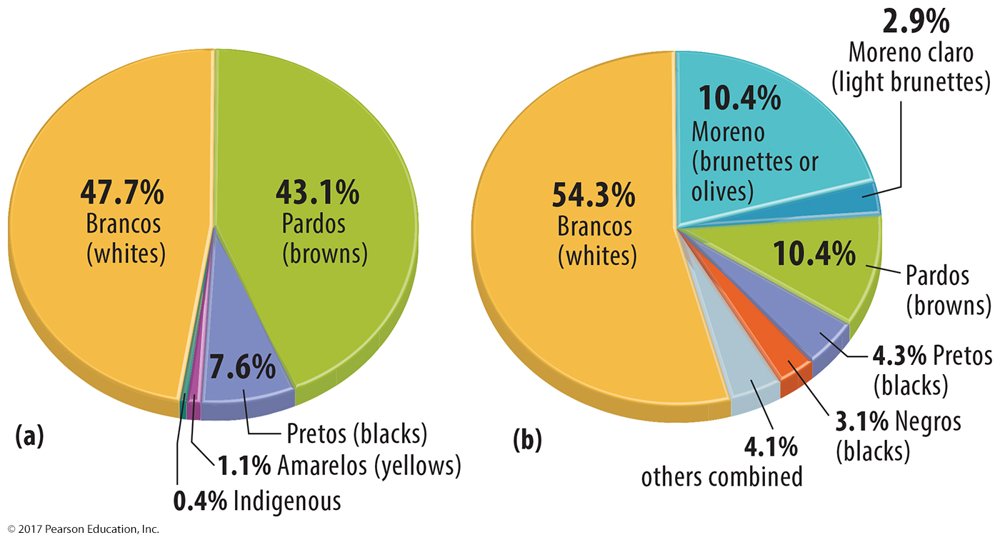 47.7%
Brancos
(whites)
43.1%
Pardos
(browns)
7.6%
Pretos (blacks)
1.1% Amarelos (yellows)
0.4% Indigenous
(a)
2.9%
Moreno claro
(light brunettes)
10.4%
Moreno
(brunettes or
olives)
54.3%
Brancos
(whites)
10.4%
Pardos
(browns)
4.3% Pretos
(blacks)
3.1% Negros
(blacks)
4.1%
others combined
(b)
© 2017 Pearson Education, Inc.